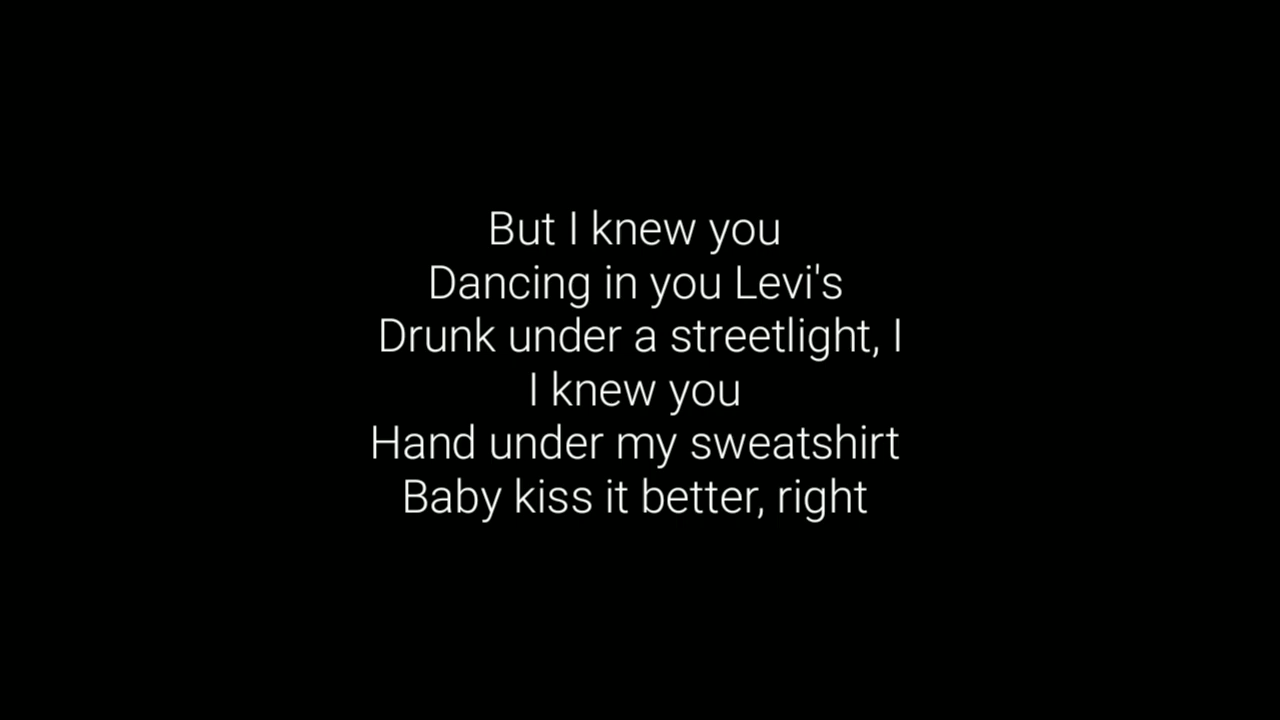 But I knew you
Dancing in you Levi's
Drunk under a streetlight, I
I knew you
Hand under my sweatshirt
Baby kiss it better, right